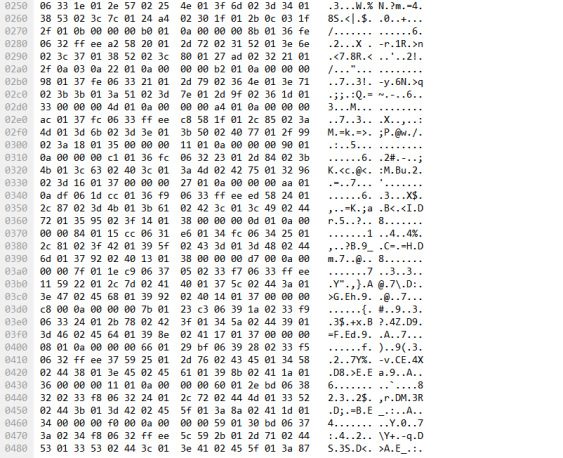 0250 06 33 1e 01 2e 57 02 25 4e 01 3f 6d 02 3d 34 01 .3...W.% N.?m.=4.
0260 38 53 02 3c 7c 01 24 a4 02 30 1f 01 2b 0c 03 1f 8S.<|.$. .0..+...
0270 2f 01 0b 00 00 00 b0 01 0a 00 00 00 8b 01 36 fe /....... ......6.
0280 06 32 ff ee a2 58 20 01 2d 72 02 31 52 01 3e 6e .2...X . -r.1R.>n
0290 02 3c 37 01 38 52 02 3c 80 01 27 ad 02 32 21 01 .<7.8R.< ..'..2!.
02a0 2f 0a 03 0a 22 01 0a 00 00 00 b2 01 0a 00 00 00 /..."... ........
02b0 98 01 37 fe 06 33 21 01 2d 79 02 36 4e 01 3e 71 ..7..3!. -y.6N.>q
02c0 02 3b 3b 01 3a 51 02 3d 7e 01 2d 9f 02 36 1d 01 .;;.:Q.= ~.-..6..
02d0 33 00 00 00 4d 01 0a 00 00 00 a4 01 0a 00 00 00 3...M... ........
02e0 ac 01 37 fc 06 33 ff ee c8 58 1f 01 2c 85 02 3a ..7..3.. .X..,..:
02f0 4d 01 3d 6b 02 3d 3e 01 3b 50 02 40 77 01 2f 99 M.=k.=>. ;P.@w./.
0300 02 3a 18 01 35 00 00 00 11 01 0a 00 00 00 90 01 .:..5... ........
0310 0a 00 00 00 c1 01 36 fc 06 32 23 01 2d 84 02 3b ......6. .2#.-..;
0320 4b 01 3c 63 02 40 3c 01 3a 4d 02 42 75 01 32 96 K.<c.@<. :M.Bu.2.
0330 02 3d 16 01 37 00 00 00 27 01 0a 00 00 00 aa 01 .=..7... '.......
0340 0a df 06 1d cc 01 36 f9 06 33 ff ee ed 58 24 01 ......6. .3...X$.
0350 2c 87 02 3d 4b 01 3b 61 02 42 3c 01 3c 49 02 44 ,..=K.;a .B<.<I.D
0360 72 01 35 95 02 3f 14 01 38 00 00 00 0d 01 0a 00 r.5..?.. 8.......
0370 00 00 84 01 15 cc 06 31 e6 01 34 fc 06 34 25 01 .......1 ..4..4%.
0380 2c 81 02 3f 42 01 39 5f 02 43 3d 01 3d 48 02 44 ,..?B.9_ .C=.=H.D
0390 6d 01 37 92 02 40 13 01 38 00 00 00 d7 00 0a 00 m.7..@.. 8.......
03a0 00 00 7f 01 1e c9 06 37 05 02 33 f7 06 33 ff ee .......7 ..3..3..
03b0 11 59 22 01 2c 7d 02 41 40 01 37 5c 02 44 3a 01 .Y".,}.A @.7\.D:.
03c0 3e 47 02 45 68 01 39 92 02 40 14 01 37 00 00 00 >G.Eh.9. .@..7...
03d0 c8 00 0a 00 00 00 7b 01 23 c3 06 39 1a 02 33 f9 ......{. #..9..3.
03e0 06 33 24 01 2b 78 02 42 3f 01 34 5a 02 44 39 01 .3$.+x.B ?.4Z.D9.
03f0 3d 46 02 45 64 01 39 8e 02 41 17 01 37 00 00 00 =F.Ed.9. .A..7...
0400 08 01 0a 00 00 00 66 01 29 bf 06 39 28 02 33 f5 ......f. )..9(.3.
0410 06 32 ff ee 37 59 25 01 2d 76 02 43 45 01 34 58 .2..7Y%. -v.CE.4X
0420 02 44 38 01 3e 45 02 45 61 01 39 8b 02 41 1a 01 .D8.>E.E a.9..A..
0430 36 00 00 00 11 01 0a 00 00 00 60 01 2e bd 06 38 6....... ..`....8
0440 32 02 33 f8 06 32 24 01 2c 72 02 44 4d 01 33 52 2.3..2$. ,r.DM.3R
0450 02 44 3b 01 3d 42 02 45 5f 01 3a 8a 02 41 1d 01 .D;.=B.E _.:..A..
0460 34 00 00 00 f0 00 0a 00 00 00 59 01 30 bd 06 37 4....... ..Y.0..7
0470 3a 02 34 f8 06 32 ff ee 5c 59 2b 01 2d 71 02 44 :.4..2.. \Y+.-q.D
0480 53 01 33 53 02 44 3c 01 3e 41 02 45 5f 01 3a 87 S.3S.D<. >A.E_.:.